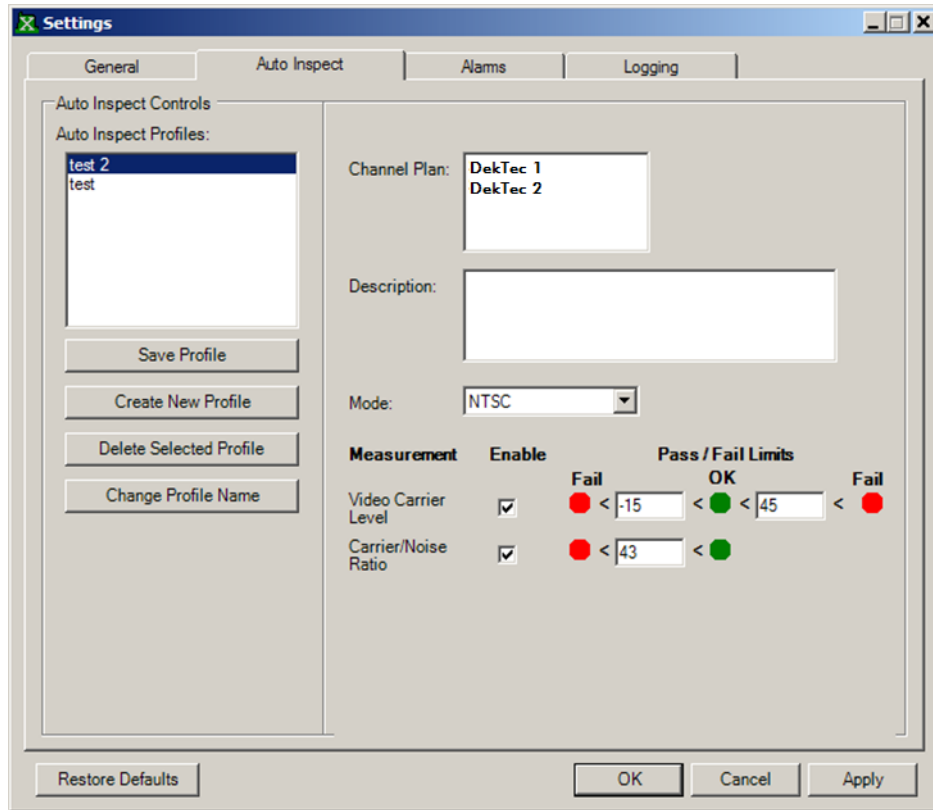 Settings
General
Auto Inspect
Alarms
Logging
Auto Inspect Controls
Auto Inspect Profiles:
test 2
test
Save Profile
Create New Profile
Delete Selected Profile
Change Profile Name
Channel Plan:
DekTec 1
DekTec 2
Description:
Mode:
NTSC
Measurement Enable Pass / Fail Limits
Fail OK Fail
Video Carrier
Level
< -15 < < 45 <
Carrier/Noise
Ratio
< 43 <
Restore Defaults
OK
Cancel
Apply